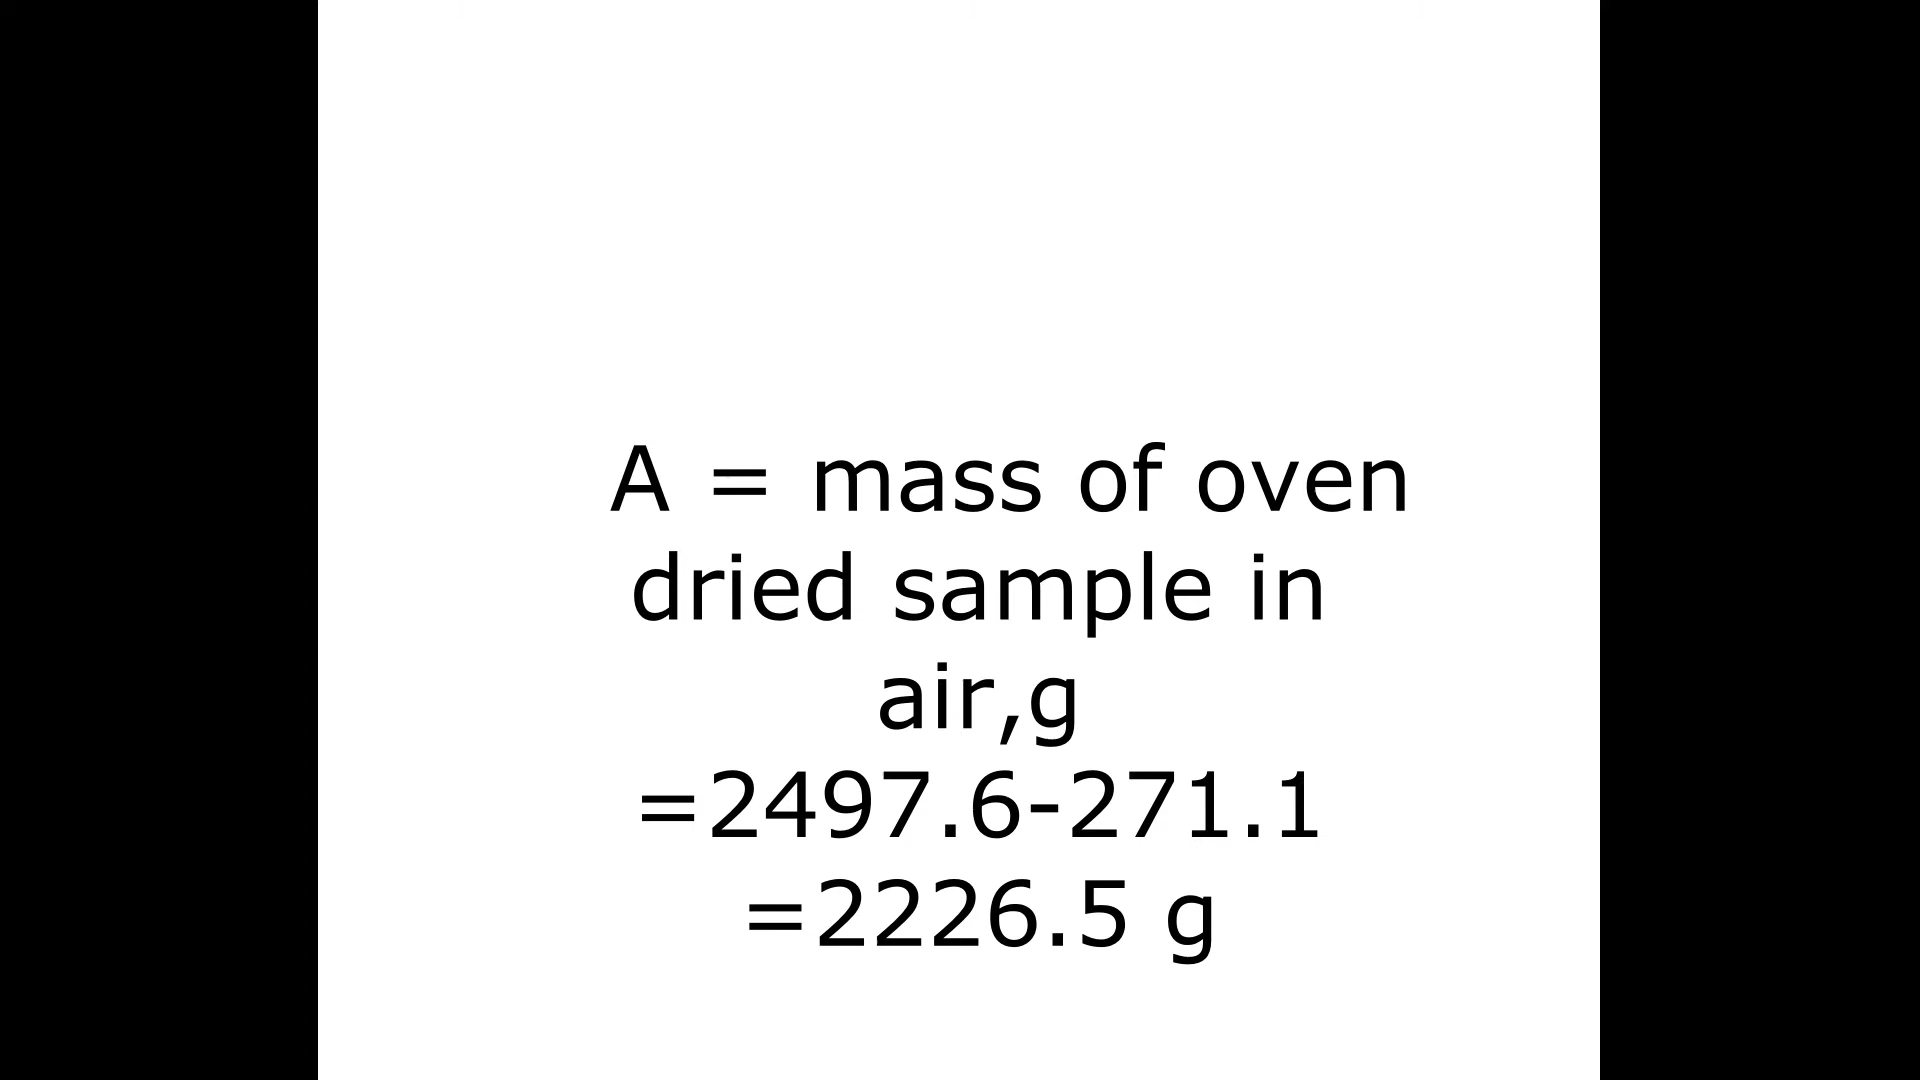 A = mass of oven
dried sample in
air,g
=2497.6-271.1
=2226.5 g